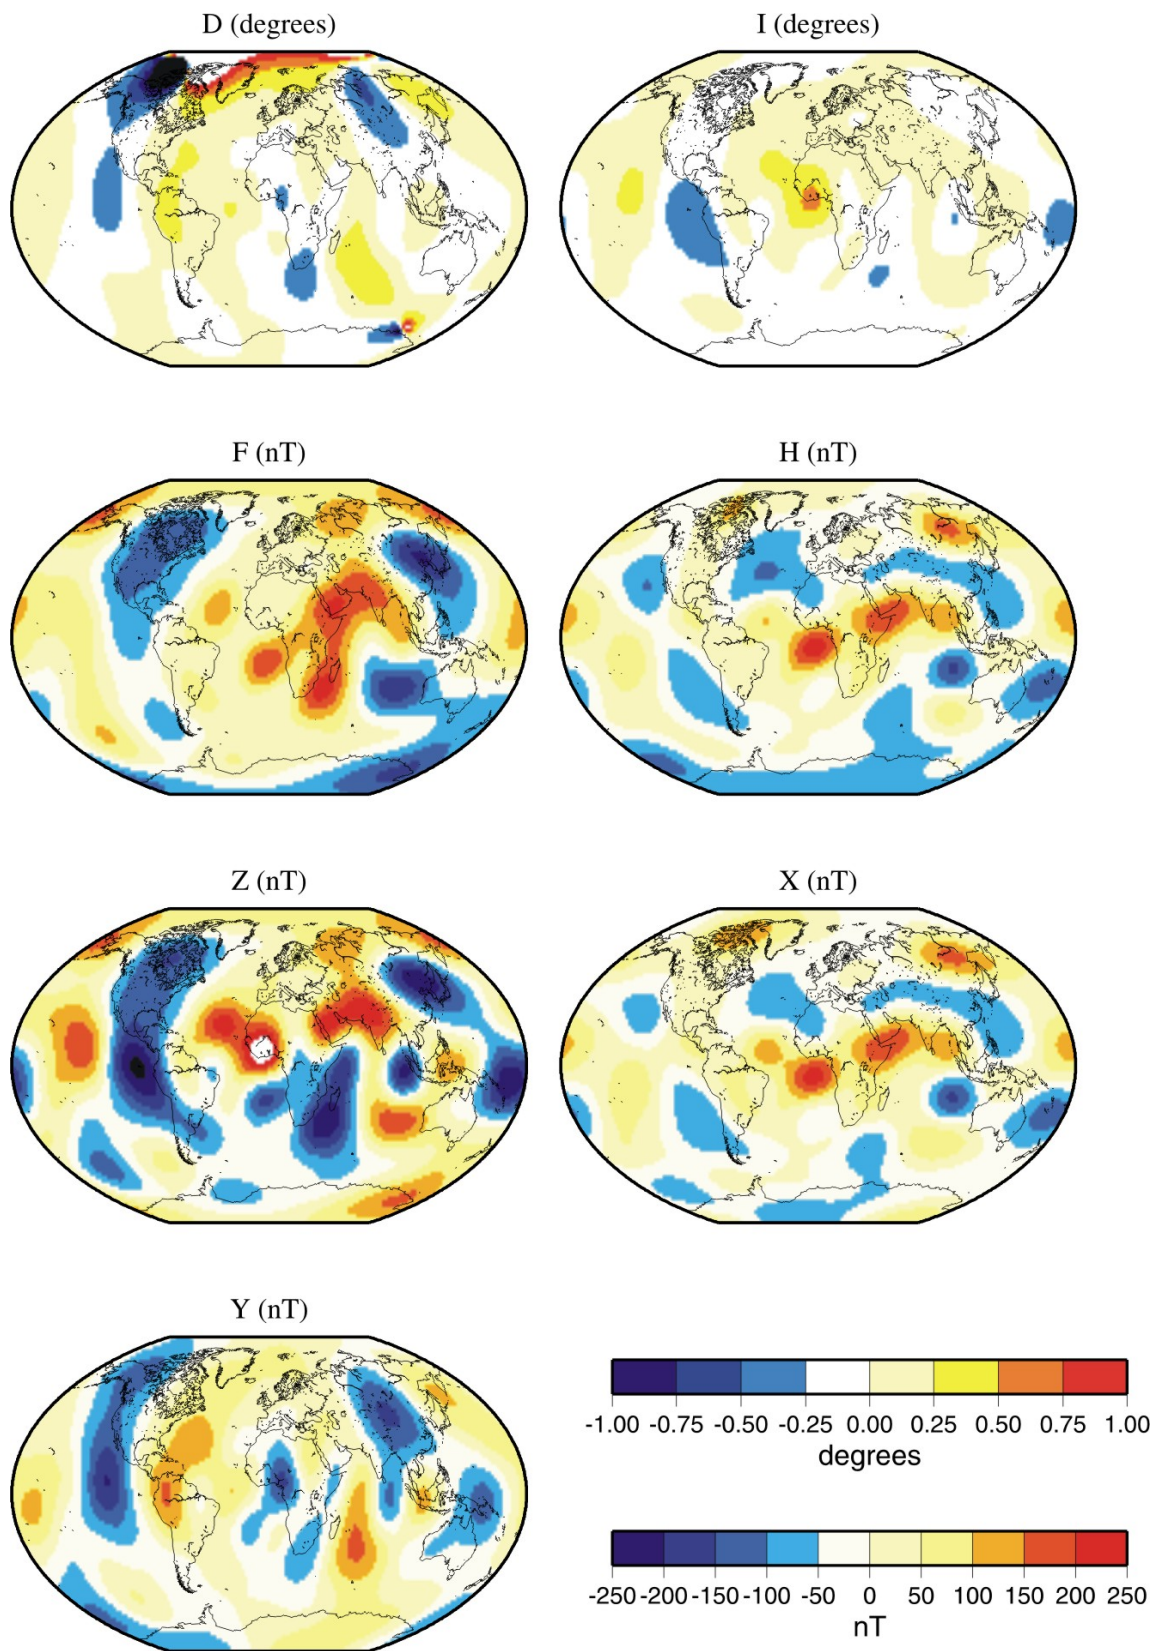 D (degrees)
I (degrees)
F (nT)
H (nT)
Z (nT)
X (nT)
Y (nT)
-1.00 -0.75 -0.50 -0.25 0.00 0.25 0.50 0.75 1.00
degrees
-250 -200 -150 -100 -50 0 50 100 150 200 250
nT